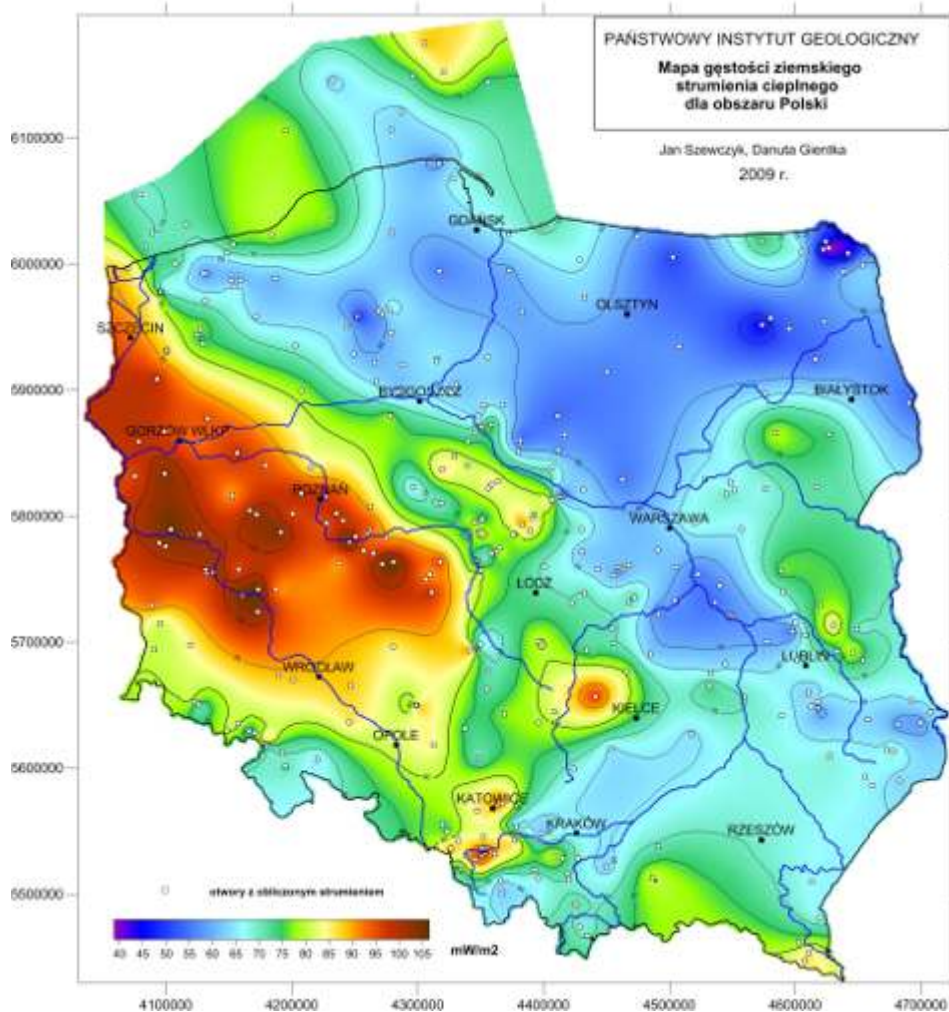 PAŃSTWOWY INSTYTUT GEOLOGICZNY
Mapa gęstości ziemskiego
strumienia cieplnego
dla obszaru Polski
Jan Szewczyk, Danuta Gientka
2009 r.
6100000
6000000
5900000
5800000
5700000
5600000
5500000
GDAŃSK
OLSZTYN
SZCZECIN
BYDGOSZCZ
BIAŁYSTOK
GORZÓW WLKP
POZNAŃ
WARSZAWA
ŁÓDŹ
LUBLIN
WROCŁAW
KIELCE
OPOLE
KATOWICE
KRAKÓW
RZESZÓW
otwory z obliczonym strumieniem
40 45 50 55 60 65 70 75 80 85 90 95 100 105
mW/m2
4100000 4200000 4300000 4400000 4500000 4600000 4700000